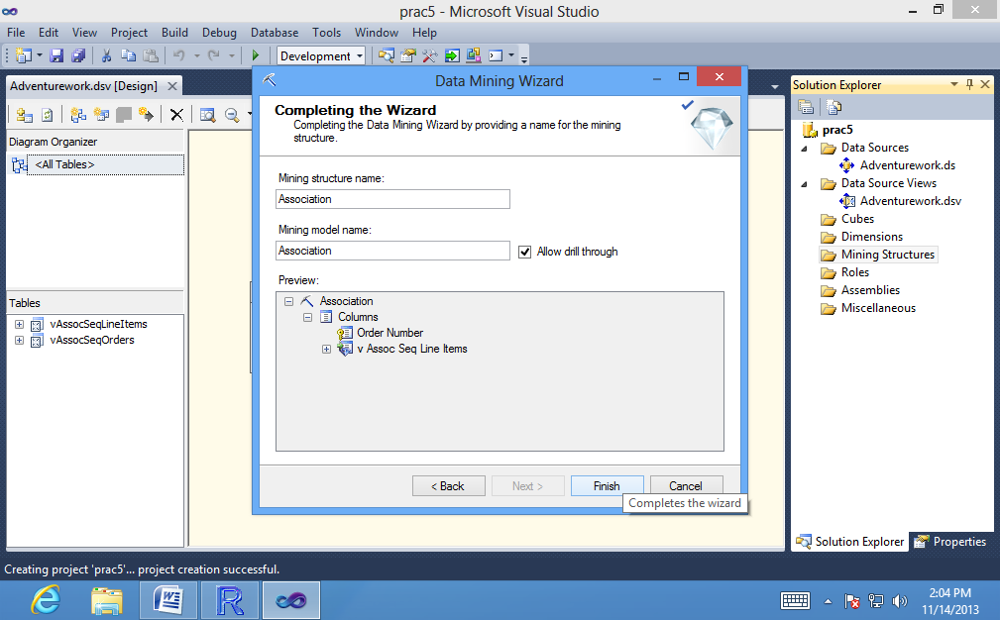 prac5 - Microsoft Visual Studio
File Edit View Project Build Debug Database Tools Window Help
Development
Adventurework.dsv [Design]
Diagram Organizer
<All Tables>
Tables
vAssocSeqLineItems
vAssocSeqOrders
Data Mining Wizard
Completing the Wizard
Completing the Data Mining Wizard by providing a name for the mining
structure.
Mining structure name:
Association
Mining model name:
Association
Allow drill through
Preview:
Association
Columns
Order Number
v Assoc Seq Line Items
< Back Next > Finish Cancel
Completes the wizard
Solution Explorer
prac5
Data Sources
Adventurework.ds
Data Source Views
Adventurework.dsv
Cubes
Dimensions
Mining Structures
Roles
Assemblies
Miscellaneous
Solution Explorer Properties
Creating project 'prac5'... project creation successful.
2:04 PM
11/14/2013